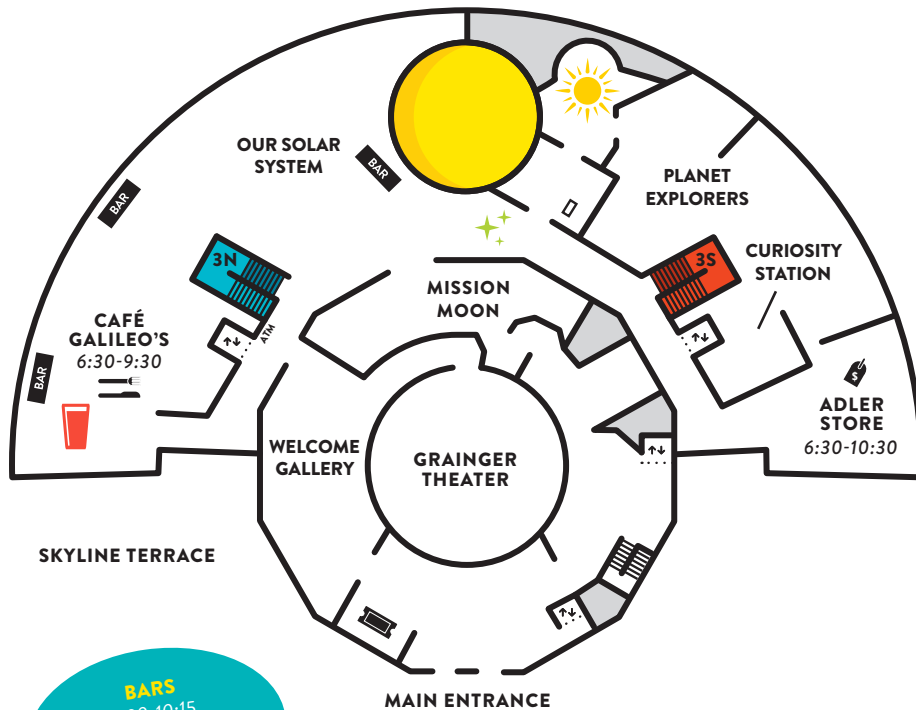 OUR SOLAR
SYSTEM
BAR
BAR
PLANET
EXPLORERS
3N
3S
CURIOSITY
STATION
MISSION
MOON
ATM
CAFÉ
GALILEO'S
6:30-9:30
BAR
$
ADLER
STORE
6:30-10:30
WELCOME
GALLERY
GRAINGER
THEATER
SKYLINE TERRACE
BARS
MAIN ENTRANCE